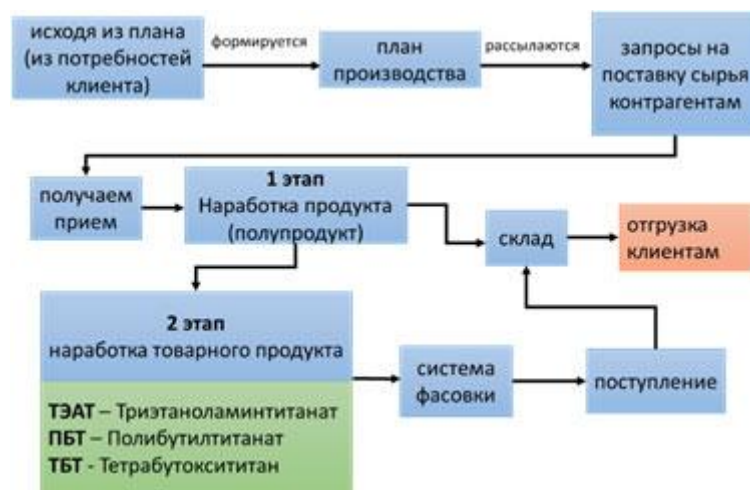 исходя из плана
(из потребностей
клиента)
формируется
план
производства
рассылаются
запросы на
поставку сырья
контрагентам
получаем
прием
1 этап
Наработка продукта
(полупродукт)
склад
отгрузка
клиентам
2 этап
наработка товарного продукта
ТЭАТ – Триэтаноламинтитанат
ПБТ – Полибутилтитанат
ТБТ - Тетрабутоксититан
система
фасовки
поступление